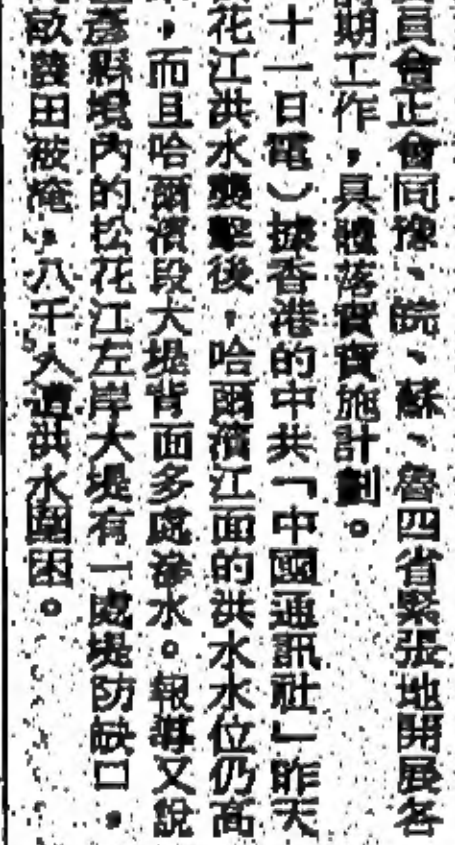 員會正會同豫、皖、蘇、魯四省緊張地開展各
期工作，具體落實實施計劃。
十一日電）據香港的中共「中國通訊社」昨天
花江洪水襲擊後，哈爾濱江面的洪水水位仍高
，而且哈爾濱段大堤背面多處滲水。報導又說
彥縣境內的松花江左岸大堤有一處堤防缺口，
畝農田被淹，八千人遭洪水圍困。